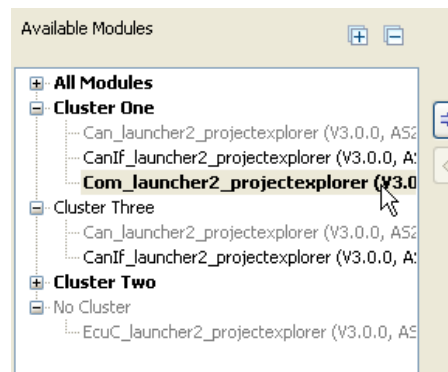 Available Modules
All Modules
Cluster One
Can_launcher2_projectexplorer (V3.0.0, AS2
CanIf_launcher2_projectexplorer (V3.0.0, A
Com_launcher2_projectexplorer (V3.0
Cluster Three
Can_launcher2_projectexplorer (V3.0.0, AS2
CanIf_launcher2_projectexplorer (V3.0.0, A
Cluster Two
No Cluster
EcuC_launcher2_projectexplorer (V3.0.0, AS